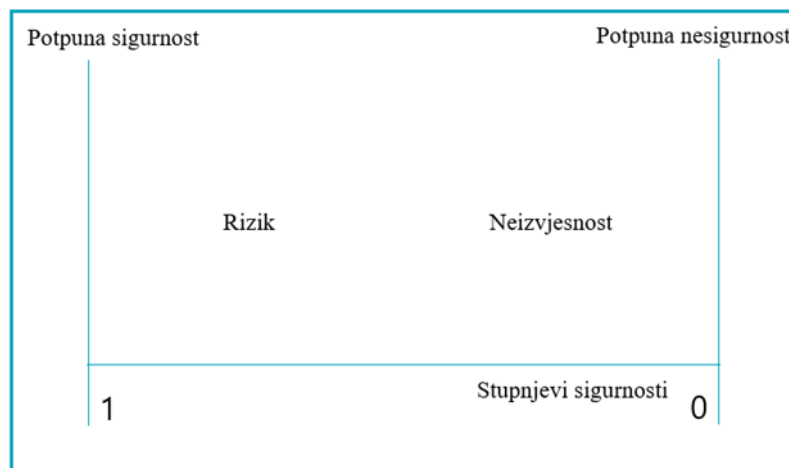 Potpuna sigurnost
Potpuna nesigurnost
Rizik
Neizvjesnost
Stupnjevi sigurnosti
1
0